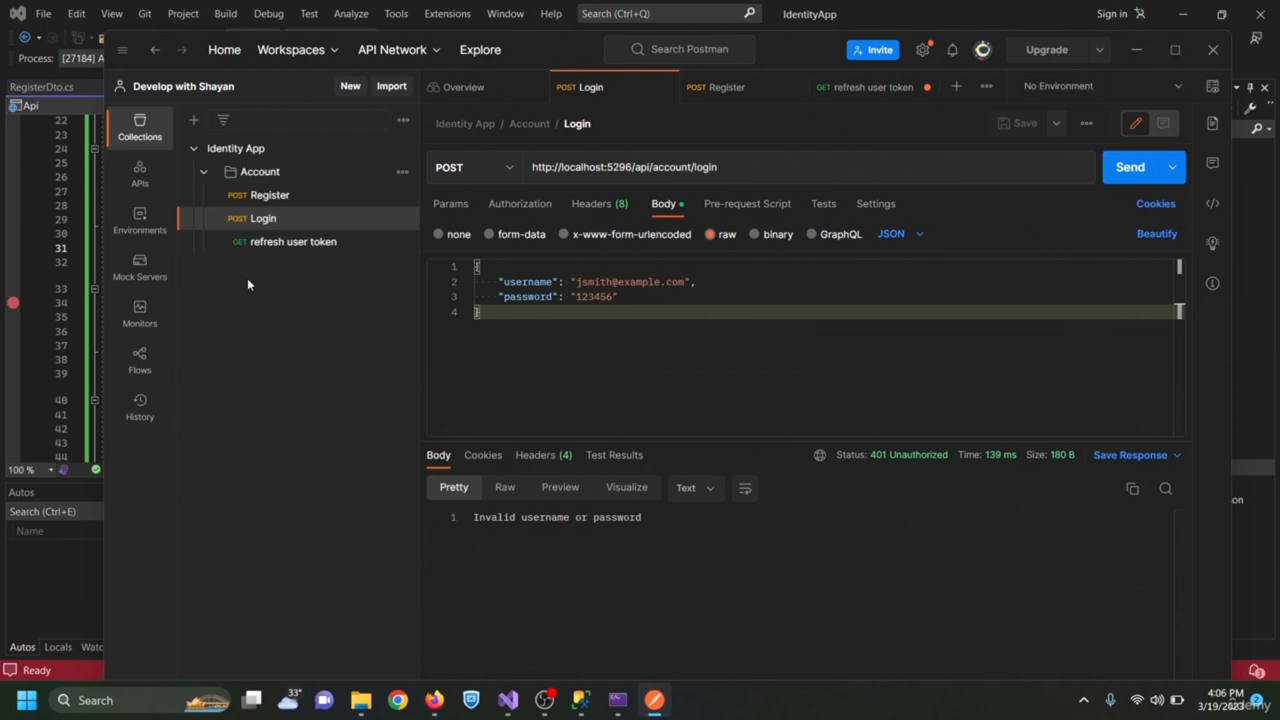 File Edit View Git Project Build Debug Test Analyze Tools Extensions Window Help Search (Ctrl+Q) IdentityApp Sign in
Process: [27184] A
Home Workspaces API Network Explore Search Postman Invite Upgrade
RegisterDto.cs
Api
Develop with Shayan New Import
Overview POST Login POST Register GET refresh user token No Environment
Collections
APIs
Environments
Mock Servers
Monitors
Flows
History
Identity App
Account
POST Register
POST Login
GET refresh user token
Identity App / Account / Login Save
POST http://localhost:5296/api/account/login Send
Params Authorization Headers (8) Body Pre-request Script Tests Settings Cookies
none form-data x-www-form-urlencoded raw binary GraphQL JSON Beautify
1 {
2 "username": "jsmith@example.com",
3 "password": "123456"
4 }
Body Cookies Headers (4) Test Results Status: 401 Unauthorized Time: 139 ms Size: 180 B Save Response
Pretty Raw Preview Visualize Text
1 Invalid username or password
22
23
24
25
26
27
28
29
30
31
32
33
34
35
36
37
38
39
40
41
42
43
44
100 %
Autos
Search (Ctrl+E)
Name
on
Autos Locals Watc
Ready
3
Search
33°
4:06 PM
3/19/2023
2
Udemy